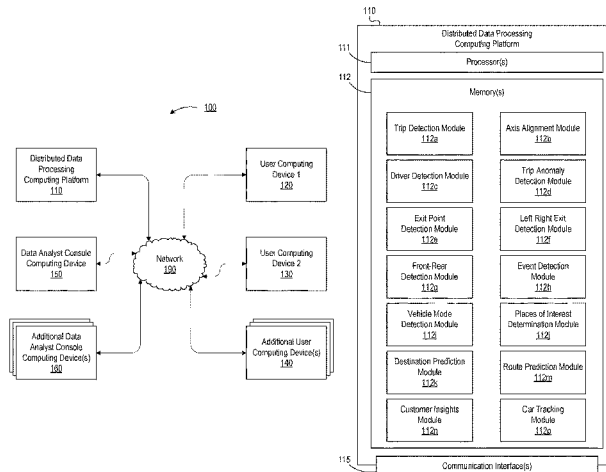 100
Distributed Data
Processing
Computing Platform
110
User Computing
Device 1
120
Data Analyst Console
Computing Device
150
Network
190
User Computing
Device 2
130
Additional Data
Analyst Console
Computing Device(s)
160
Additional User
Computing Device(s)
140
110
Distributed Data Processing
Computing Platform
111
Processor(s)
112
Memory(s)
Trip Detection Module
112a
Axis Alignment Module
112b
Driver Detection Module
112c
Trip Anomaly
Detection Module
112d
Exit Point
Detection Module
112e
Left Right Exit
Detection Module
112f
Front-Rear
Detection Module
112g
Event Detection
Module
112h
Vehicle Mode
Detection Module
112i
Places of Interest
Determination Module
112j
Destination Prediction
Module
112k
Route Prediction Module
112m
Customer Insights
Module
112n
Car Tracking
Module
112p
115
Communication Interface(s)